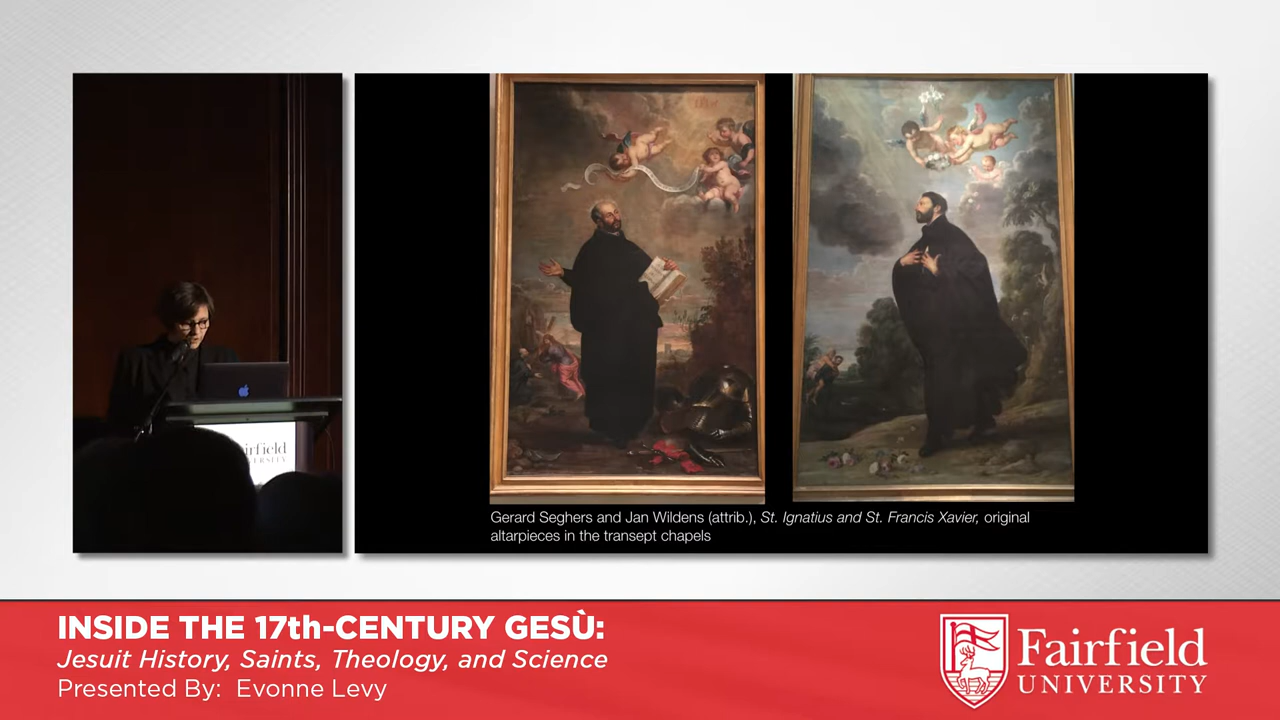 irfield
Gerard Seghers and Jan Wildens (attrib.), St. Ignatius and St. Francis Xavier, original
altarpieces in the transept chapels
INSIDE THE 17th-CENTURY GESÙ:
Jesuit History, Saints, Theology, and Science
Presented By: Evonne Levy
Fairfield
UNIVERSITY